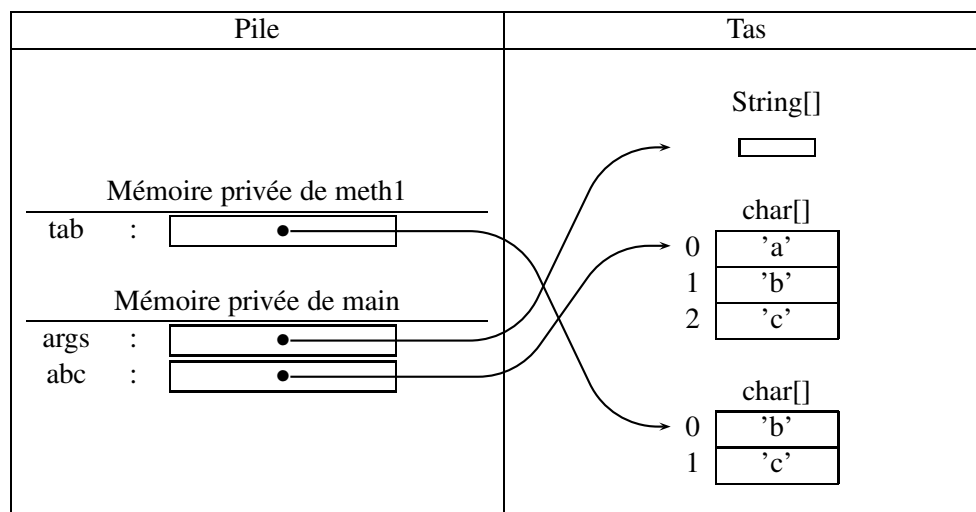 Pile Tas
String[]
Mémoire privée de meth1
tab :
char[]
0 'a'
1 'b'
2 'c'
Mémoire privée de main
args :
abc :
char[]
0 'b'
1 'c'